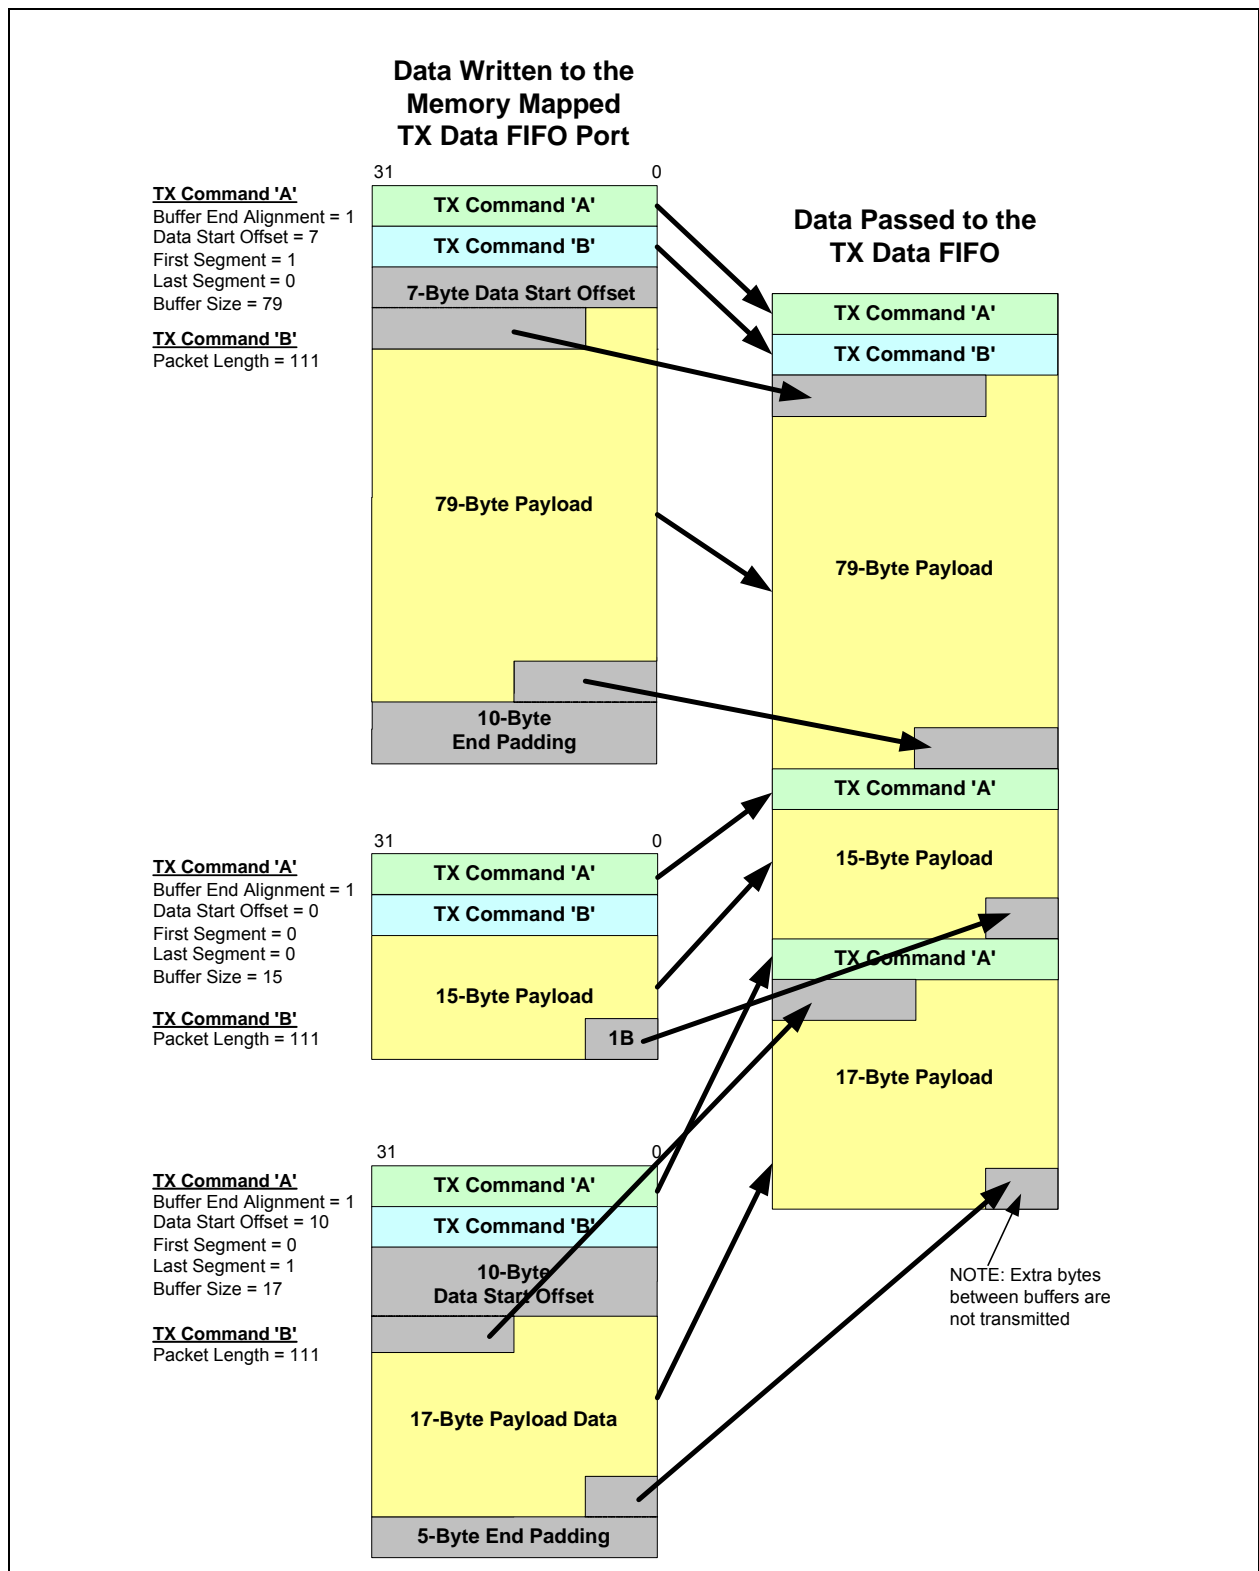 Data Written to the
Memory Mapped
TX Data FIFO Port
31
0
TX Command 'A'
Buffer End Alignment = 1
Data Start Offset = 7
First Segment = 1
Last Segment = 0
Buffer Size = 79
TX Command 'B'
Packet Length = 111
TX Command 'A'
TX Command 'B'
7-Byte Data Start Offset
79-Byte Payload
10-Byte
End Padding
31
0
TX Command 'A'
Buffer End Alignment = 1
Data Start Offset = 0
First Segment = 0
Last Segment = 0
Buffer Size = 15
TX Command 'B'
Packet Length = 111
TX Command 'A'
TX Command 'B'
15-Byte Payload
1B
31
0
TX Command 'A'
Buffer End Alignment = 1
Data Start Offset = 10
First Segment = 0
Last Segment = 1
Buffer Size = 17
TX Command 'B'
Packet Length = 111
TX Command 'A'
TX Command 'B'
10-Byte
Data Start Offset
17-Byte Payload Data
5-Byte End Padding
Data Passed to the
TX Data FIFO
TX Command 'A'
TX Command 'B'
79-Byte Payload
TX Command 'A'
15-Byte Payload
TX Command 'A'
17-Byte Payload
NOTE: Extra bytes
between buffers are
not transmitted